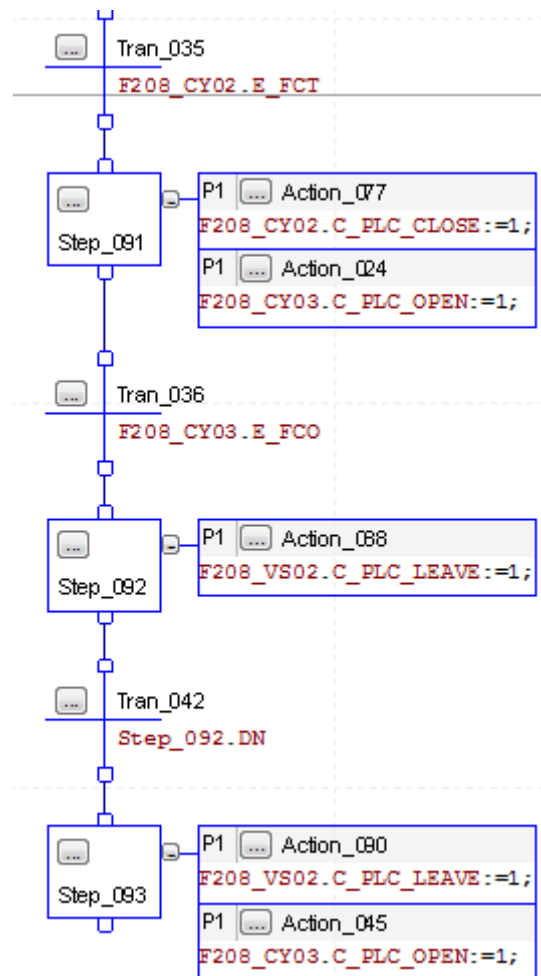 ... Tran_035
F208_CY02.E_FCT
... P1 ... Action_077
F208_CY02.C_PLC_CLOSE:=1;
Step_091
P1 ... Action_024
F208_CY03.C_PLC_OPEN:=1;
... Tran_036
F208_CY03.E_FCO
... P1 ... Action_088
F208_VS02.C_PLC_LEAVE:=1;
Step_092
... Tran_042
Step_092.DN
... P1 ... Action_090
F208_VS02.C_PLC_LEAVE:=1;
Step_093
P1 ... Action_045
F208_CY03.C_PLC_OPEN:=1;